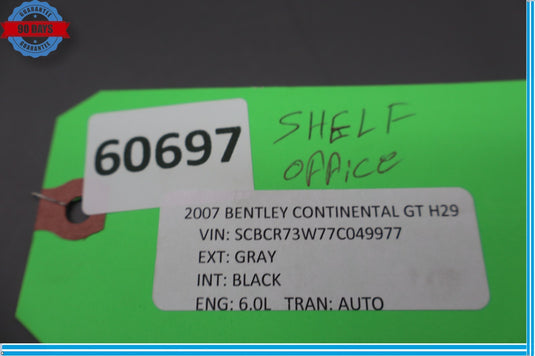 GUARANTEE
90 DAYS
GUARANTEE
60697
SHELF
OFFICE
2007 BENTLEY CONTINENTAL GT H29
VIN: SCBCR73W77C049977
EXT: GRAY
INT: BLACK
ENG: 6.0L TRAN: AUTO